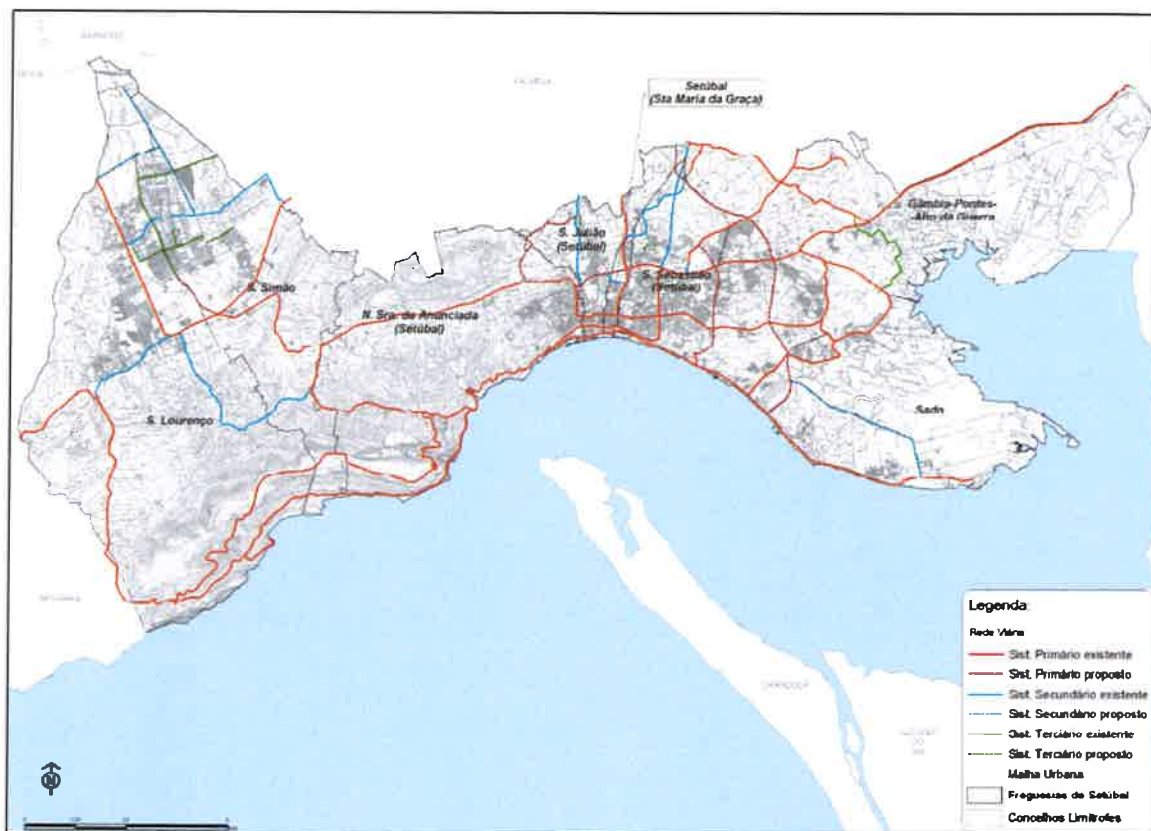 Setúbal
(Sta Maria da Graça)
Gâmbia-Pontes-
-Alto da Guerra
S. Julião
(Setúbal)
S. Sebastião
(Setúbal)
S. Simão
N. Sra. da Anunciada
(Setúbal)
S. Lourenço
Sado
Legenda:
Rede Viária
Sist. Primário existente
Sist. Primário proposto
Sist. Secundário existente
Sist. Secundário proposto
Sist. Terciário existente
Sist. Terciário proposto
Malha Urbana
Freguesias de Setúbal
Concelhos Limítrofes
N